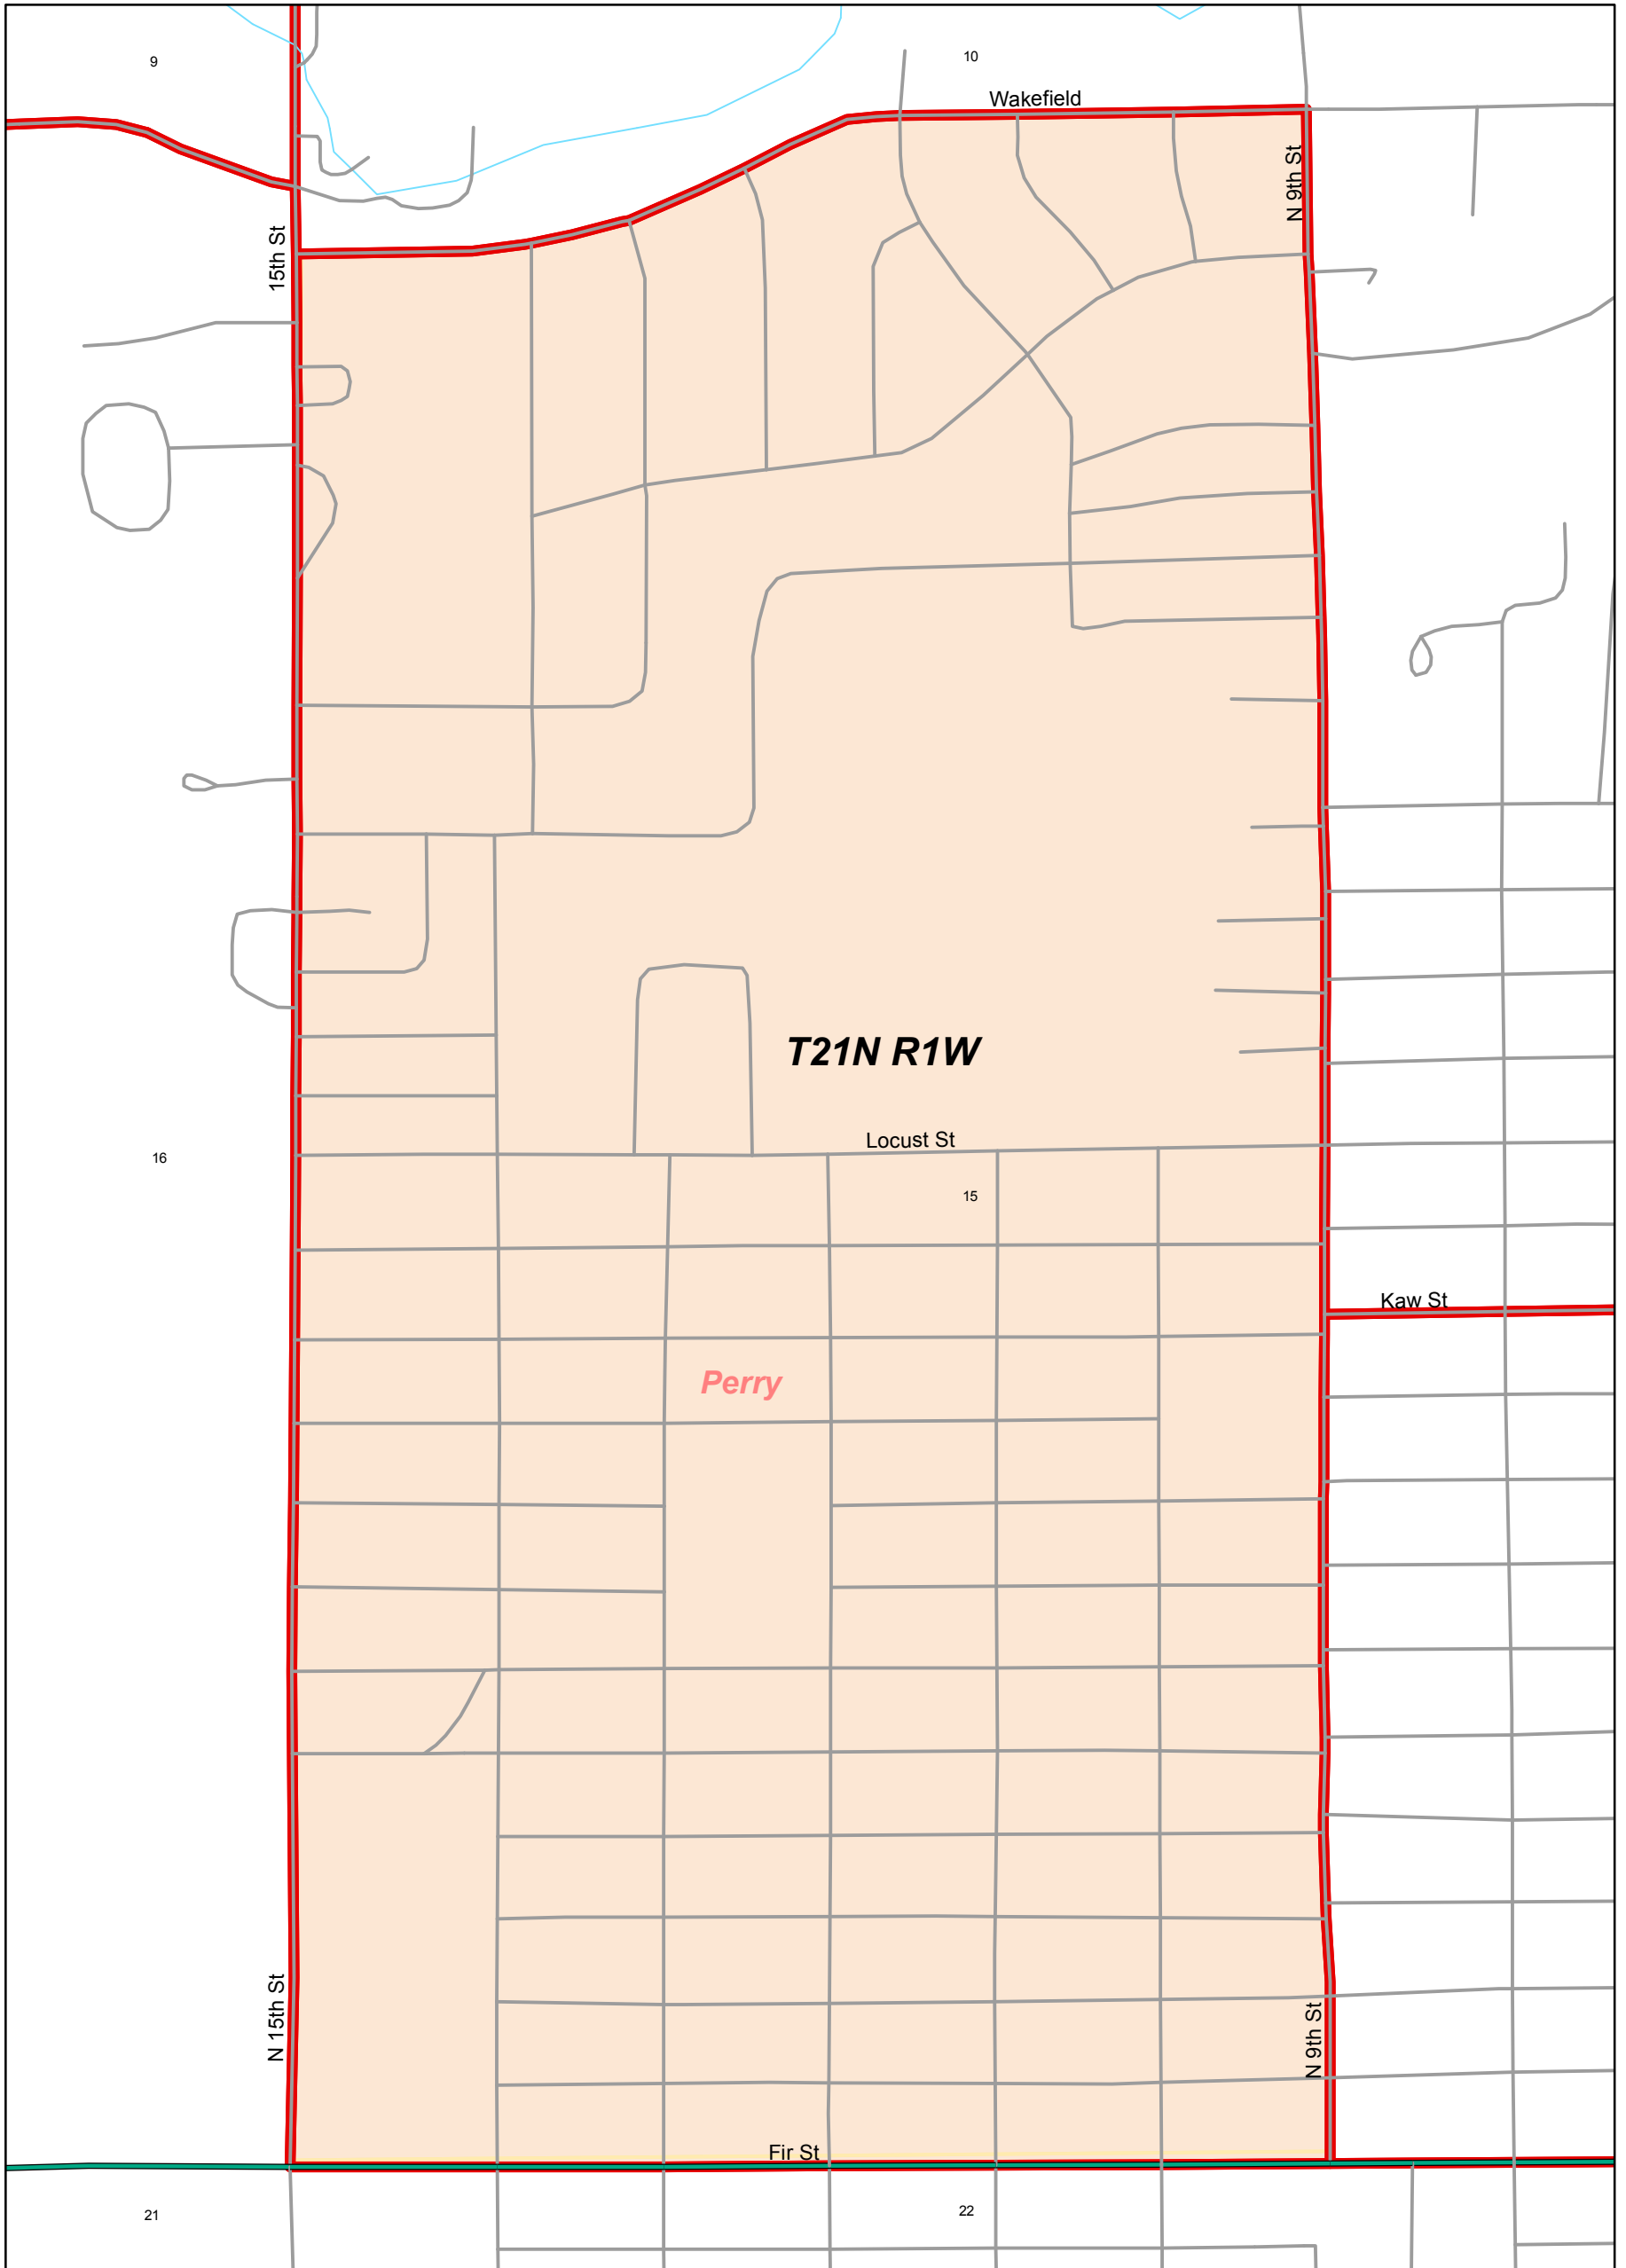 9
10
Wakefield
N 9th St
15th St
T21N R1W
Locust St
16
15
Kaw St
Perry
N 15th St
N 9th St
Fir St
21
22